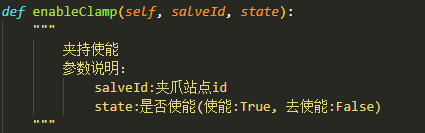 def enableClamp(self, salveId, state):
"""
夹持使能
参数说明:
salveId:夹爪站点id
state:是否使能(使能:True, 去使能:False)
"""